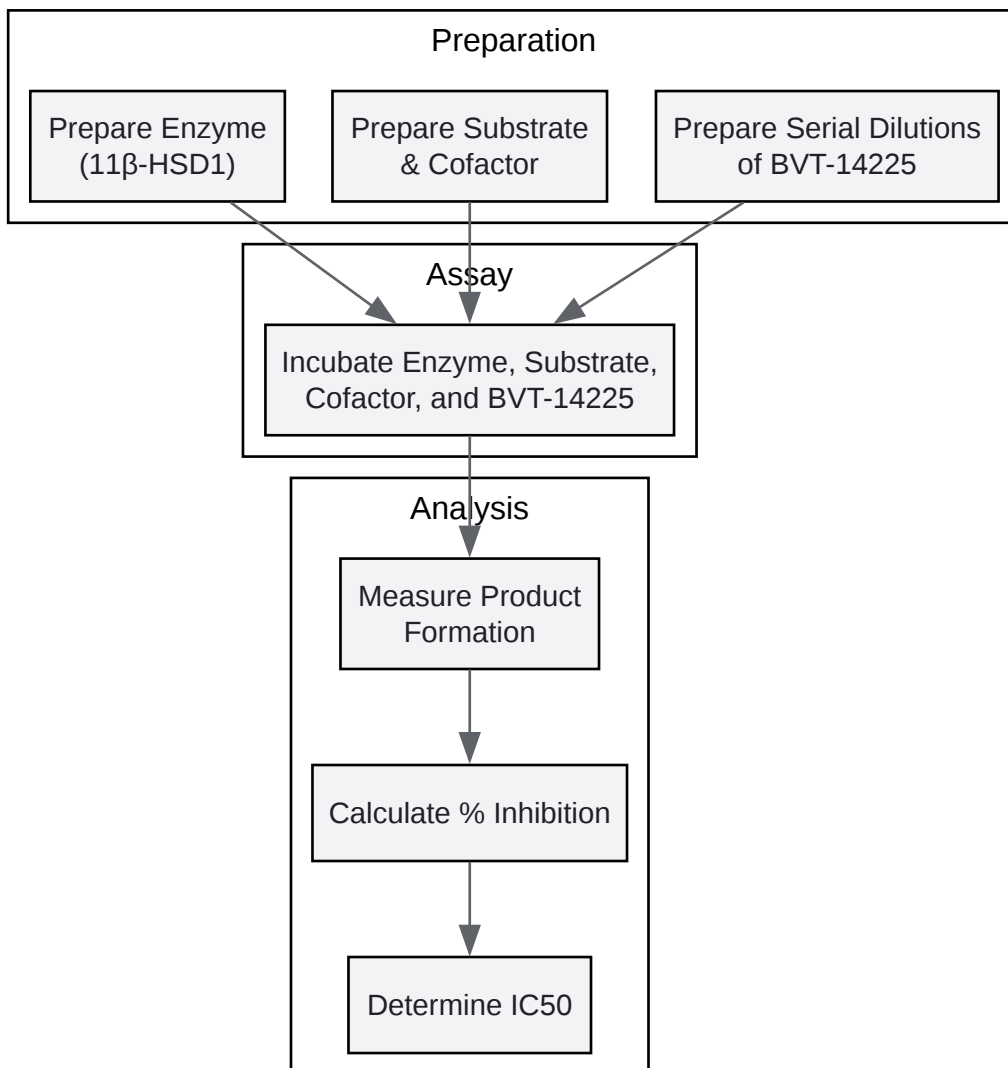 Preparation
Prepare Enzyme
(11β-HSD1)
Prepare Substrate
& Cofactor
Prepare Serial Dilutions
of BVT-14225
Assay
Incubate Enzyme, Substrate,
Cofactor, and BVT-14225
Analysis
Measure Product
Formation
Calculate % Inhibition
Determine IC50